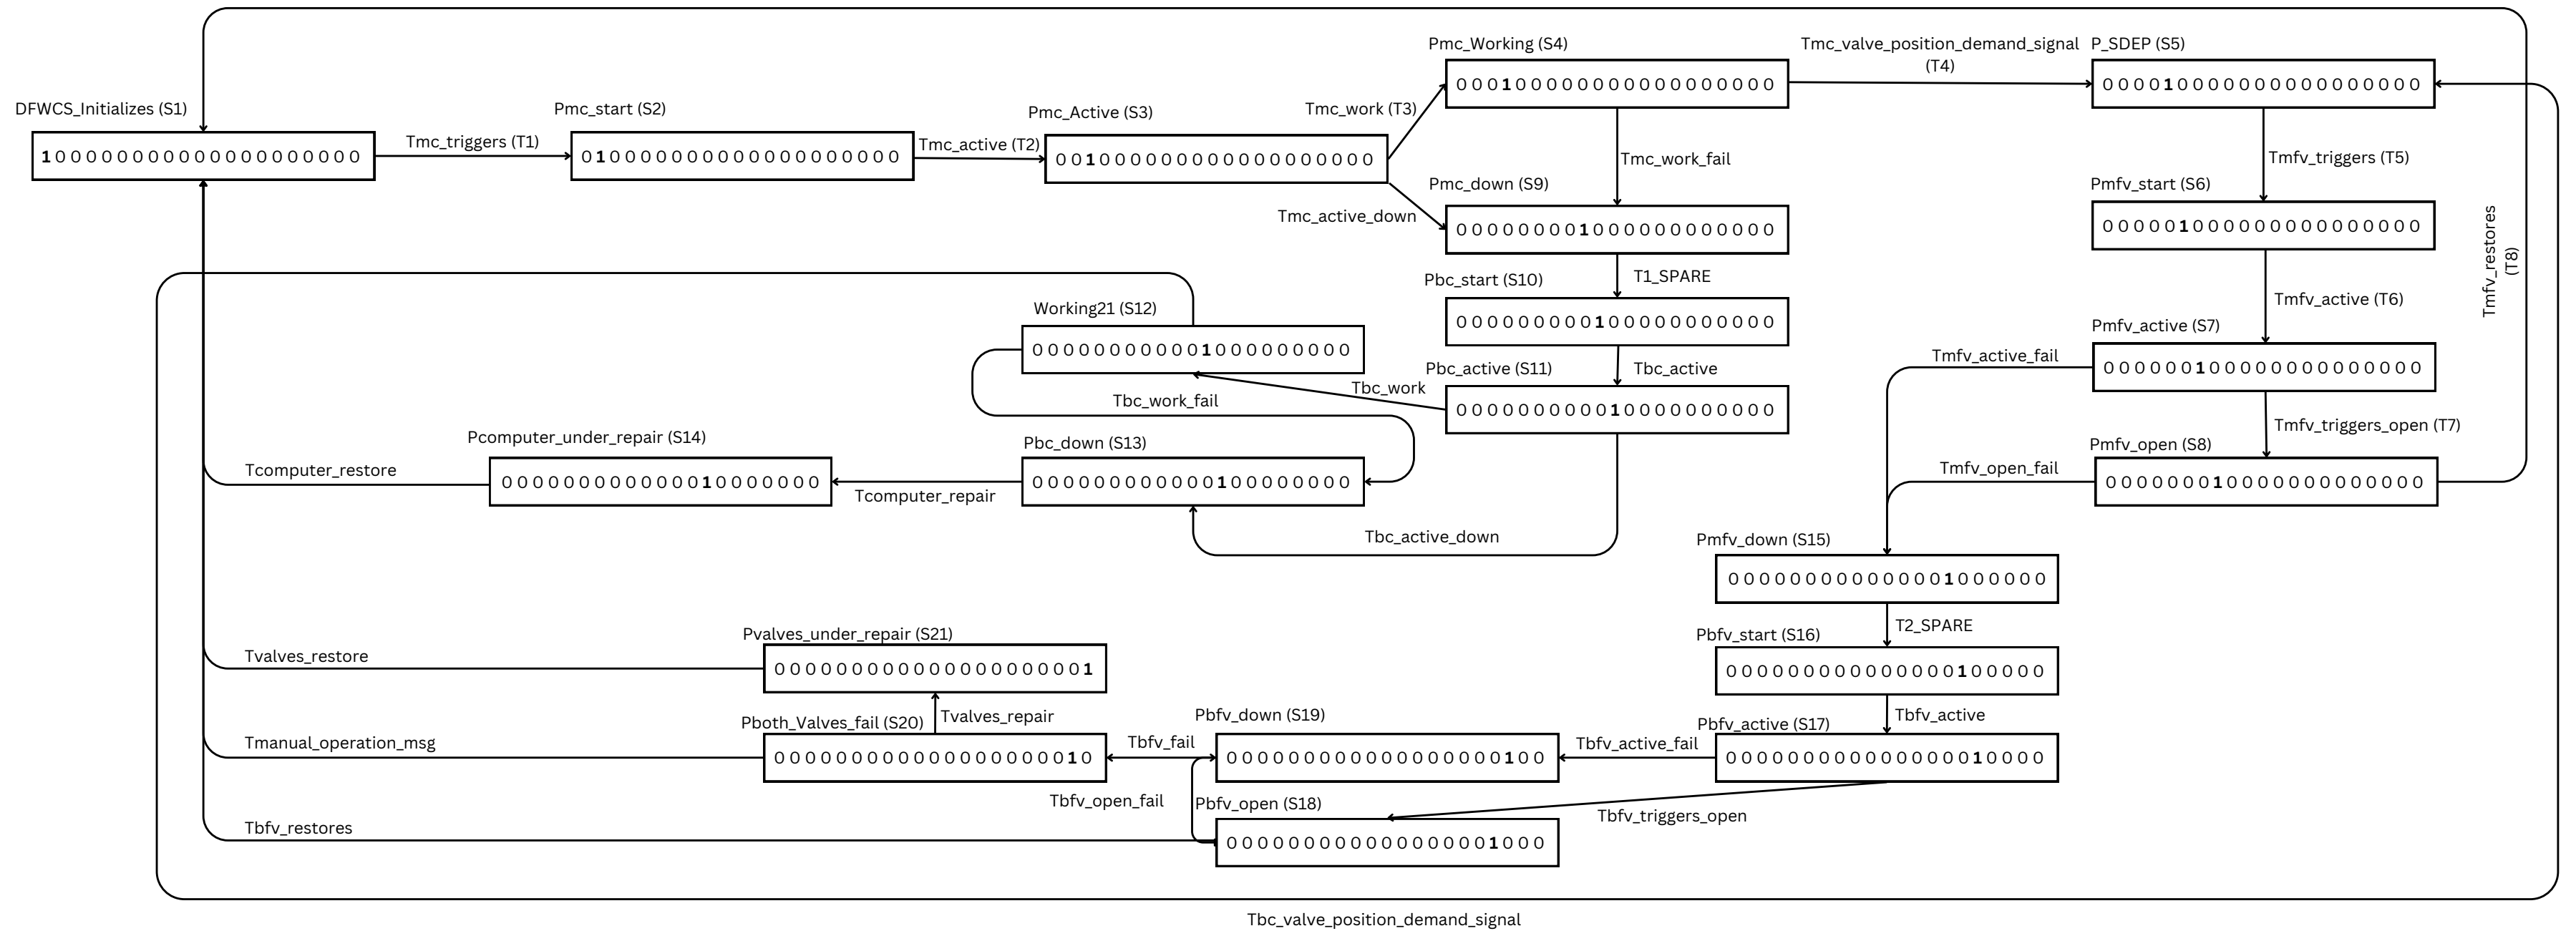 Pmc_Working (S4)
Tmc_valve_position_demand_signal
(T4)
P_SDEP (S5)
0 0 0 1 0 0 0 0 0 0 0 0 0 0 0 0 0 0 0 0 0
0 0 0 0 1 0 0 0 0 0 0 0 0 0 0 0 0 0 0 0 0
DFWCS_Initializes (S1)
Pmc_start (S2)
Pmc_Active (S3)
Tmc_work (T3)
1 0 0 0 0 0 0 0 0 0 0 0 0 0 0 0 0 0 0 0 0
Tmc_triggers (T1)
0 1 0 0 0 0 0 0 0 0 0 0 0 0 0 0 0 0 0 0 0
Tmc_active (T2)
0 0 1 0 0 0 0 0 0 0 0 0 0 0 0 0 0 0 0 0 0
Tmc_work_fail
Tmfv_triggers (T5)
Pmc_down (S9)
Pmfv_start (S6)
Tmc_active_down
0 0 0 0 0 0 0 0 1 0 0 0 0 0 0 0 0 0 0 0 0
0 0 0 0 0 1 0 0 0 0 0 0 0 0 0 0 0 0 0 0 0
Tmfv_restores
(T8)
Pbc_start (S10)
T1_SPARE
Tmfv_active (T6)
Working21 (S12)
0 0 0 0 0 0 0 0 0 1 0 0 0 0 0 0 0 0 0 0 0
Pmfv_active (S7)
0 0 0 0 0 0 0 0 0 0 0 1 0 0 0 0 0 0 0 0 0
Tmfv_active_fail
Pbc_active (S11)
Tbc_active
0 0 0 0 0 0 1 0 0 0 0 0 0 0 0 0 0 0 0 0 0
Tbc_work
Tbc_work_fail
0 0 0 0 0 0 0 0 0 0 1 0 0 0 0 0 0 0 0 0 0
Tmfv_triggers_open (T7)
Pcomputer_under_repair (S14)
Pbc_down (S13)
Pmfv_open (S8)
Tcomputer_restore
Tmfv_open_fail
0 0 0 0 0 0 0 0 0 0 0 0 0 1 0 0 0 0 0 0 0
Tcomputer_repair
0 0 0 0 0 0 0 0 0 0 0 0 1 0 0 0 0 0 0 0 0
0 0 0 0 0 0 0 1 0 0 0 0 0 0 0 0 0 0 0 0 0
Tbc_active_down
Pmfv_down (S15)
0 0 0 0 0 0 0 0 0 0 0 0 0 0 1 0 0 0 0 0 0
T2_SPARE
Pvalves_under_repair (S21)
Pbfv_start (S16)
Tvalves_restore
0 0 0 0 0 0 0 0 0 0 0 0 0 0 0 0 0 0 0 0 1
0 0 0 0 0 0 0 0 0 0 0 0 0 0 0 1 0 0 0 0 0
Pboth_Valves_fail (S20)
Tvalves_repair
Pbfv_down (S19)
Pbfv_active (S17)
Tbfv_active
Tmanual_operation_msg
0 0 0 0 0 0 0 0 0 0 0 0 0 0 0 0 0 0 0 1 0
Tbfv_fail
0 0 0 0 0 0 0 0 0 0 0 0 0 0 0 0 0 0 1 0 0
Tbfv_active_fail
0 0 0 0 0 0 0 0 0 0 0 0 0 0 0 0 1 0 0 0 0
Tbfv_open_fail
Pbfv_open (S18)
Tbfv_triggers_open
Tbfv_restores
0 0 0 0 0 0 0 0 0 0 0 0 0 0 0 0 0 1 0 0 0
Tbc_valve_position_demand_signal